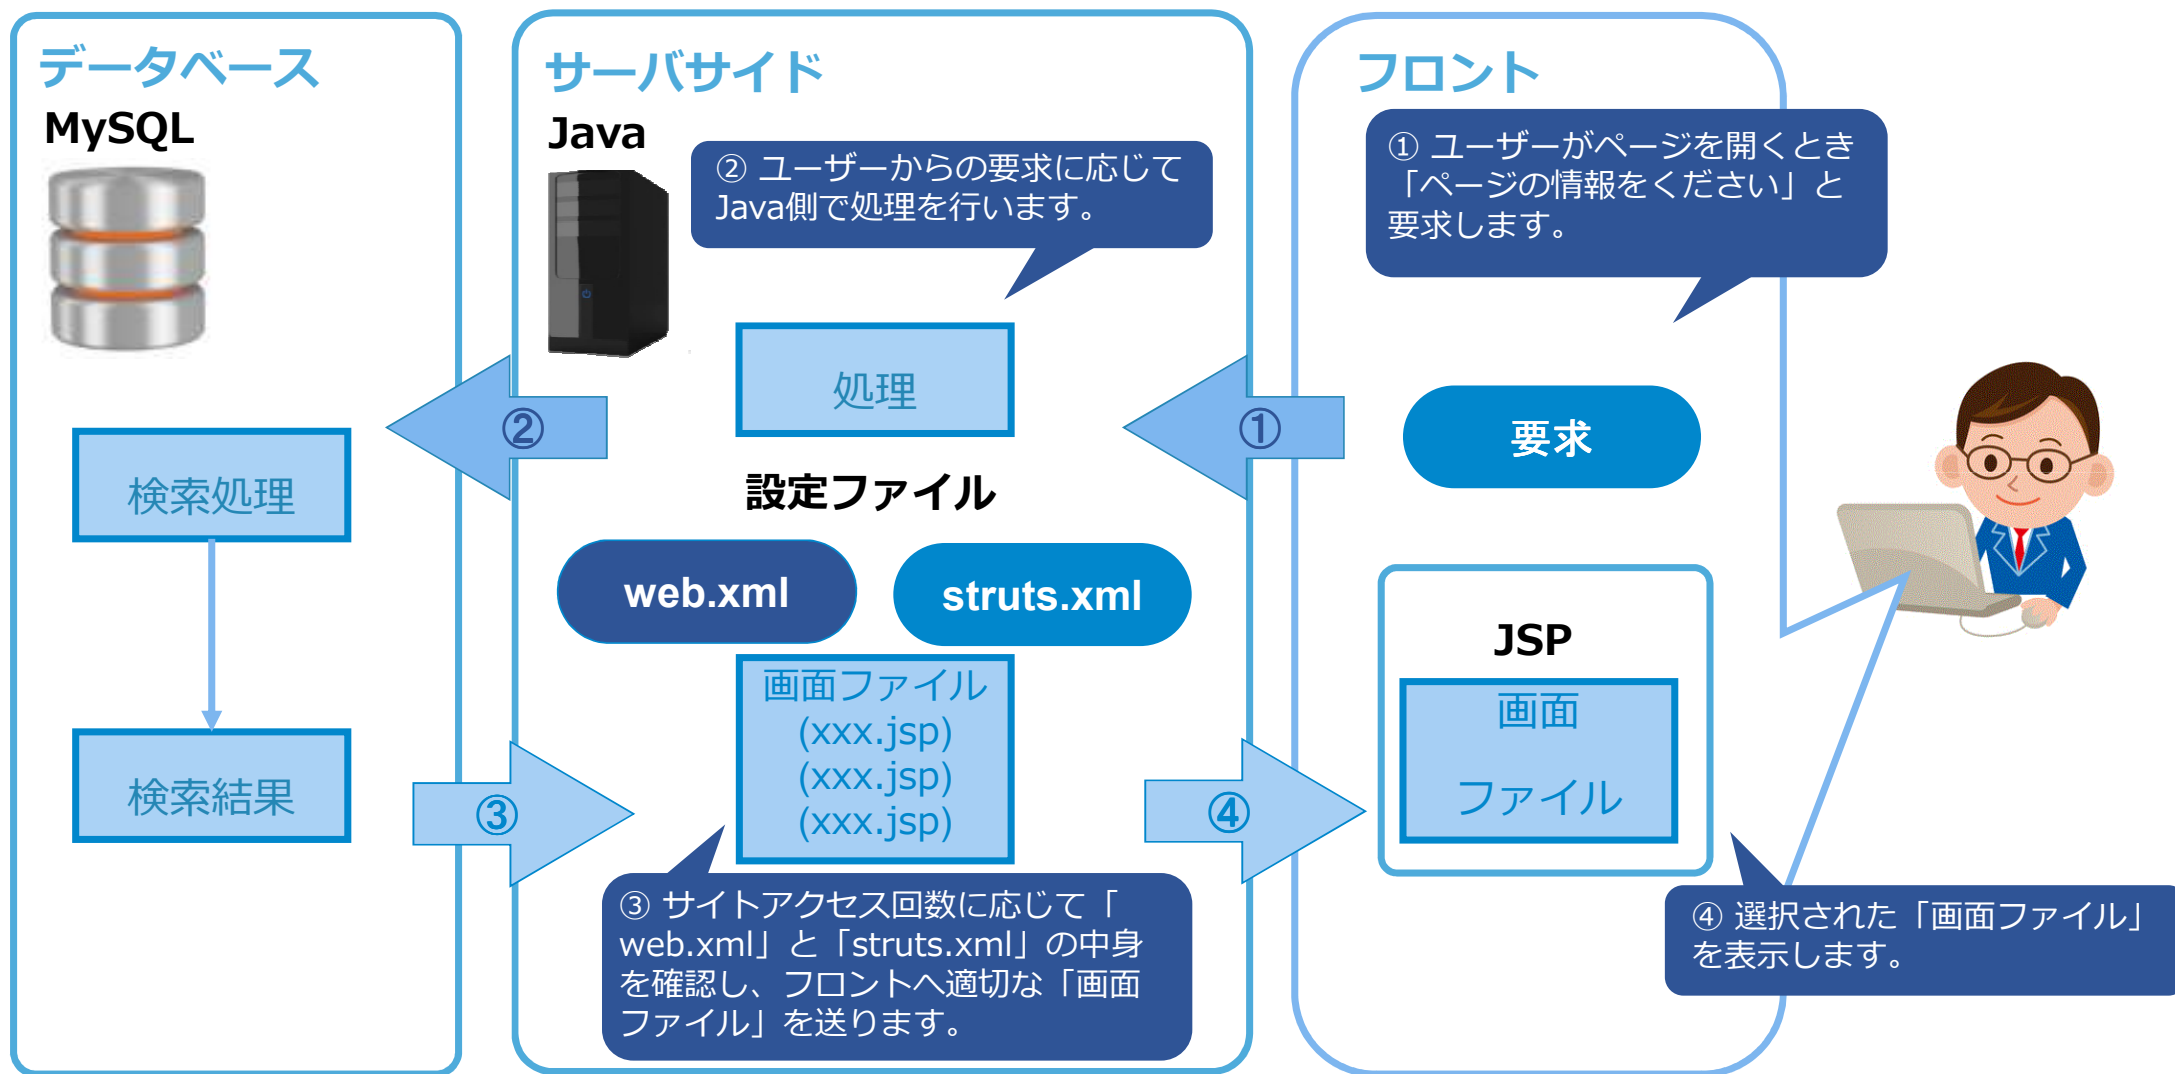 データベース
MySQL
②
検索処理
検索結果
③
サーバサイド
Java
② ユーザーからの要求に応じて
Java側で処理を行います。
処理
①
設定ファイル
web.xml
struts.xml
画面ファイル
(xxx.jsp)
(xxx.jsp)
(xxx.jsp)
④
③ サイトアクセス回数に応じて「
web.xml」と「struts.xml」の中身
を確認し、フロントへ適切な「画面
ファイル」を送ります。
フロント
① ユーザーがページを開くとき
「ページの情報をください」と
要求します。
要求
JSP
画面
ファイル
④ 選択された「画面ファイル」
を表示します。